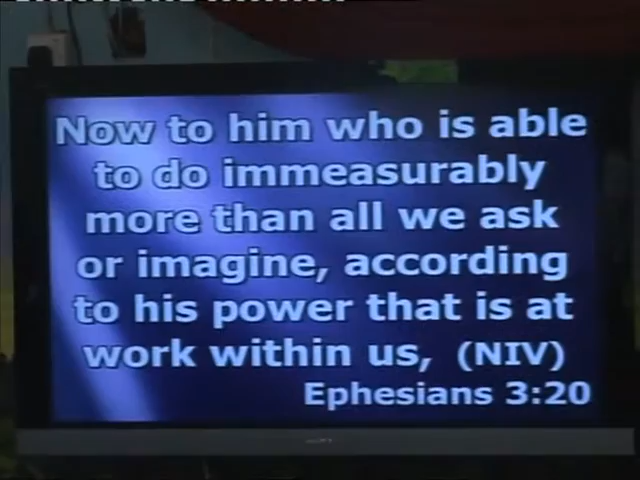 Now to him who is able
to do immeasurably
more than all we ask
or imagine, according
to his power that is at
work within us, (NIV)
Ephesians 3:20